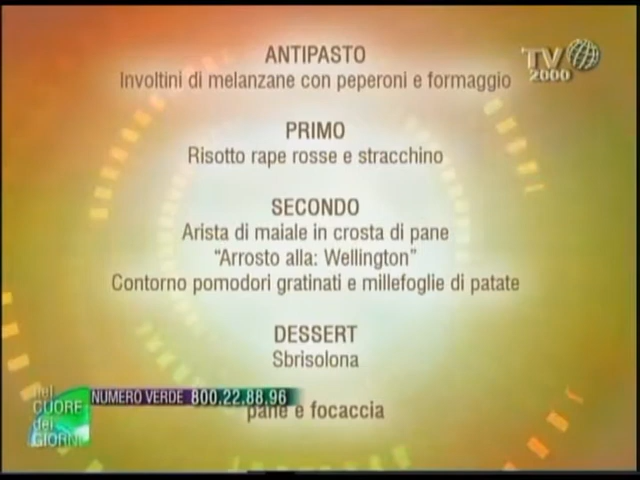 ANTIPASTO
Involtini di melanzane con peperoni e formaggio
TV
2000
PRIMO
Risotto rape rosse e stracchino
SECONDO
Arista di maiale in crosta di pane
"Arrosto alla: Wellington"
Contorno pomodori gratinati e millefoglie di patate
DESSERT
Sbrisolona
NUMERO VERDE 800.22.88.96
pane e focaccia
nel
CUORE
dei
GIORNI